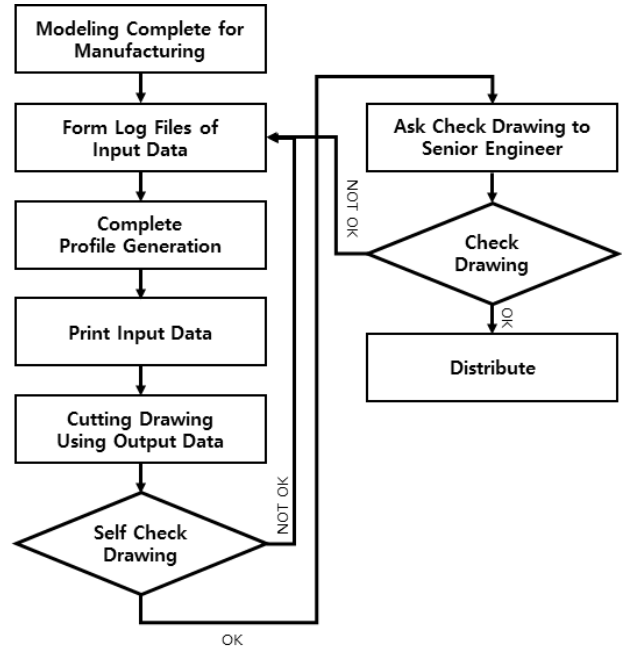 Modeling Complete for
Manufacturing
Form Log Files of
Input Data
Complete
Profile Generation
Print Input Data
Cutting Drawing
Using Output Data
Self Check
Drawing
NOT OK
OK
Ask Check Drawing to
Senior Engineer
Check
Drawing
NOT OK
OK
Distribute